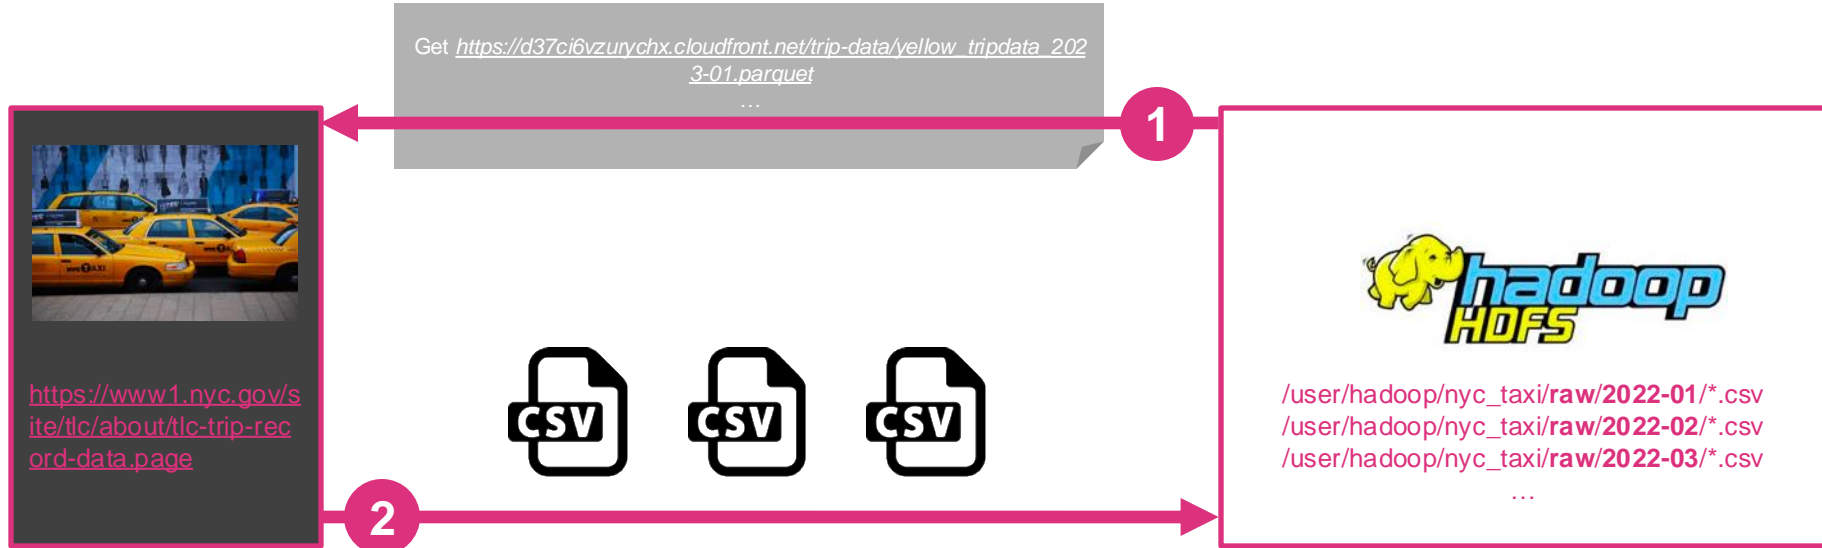 Get https://d37ci6vzurychx.cloudfront.net/trip-data/yellow_tripdata_202
3-01.parquet
...
1
hadoop
HDFS
https://www1.nyc.gov/s
ite/tlc/about/tlc-trip-rec
ord-data.page
CSV
CSV
CSV
/user/hadoop/nyc_taxi/raw/2022-01/*.csv
/user/hadoop/nyc_taxi/raw/2022-02/*.csv
/user/hadoop/nyc_taxi/raw/2022-03/*.csv
...
2